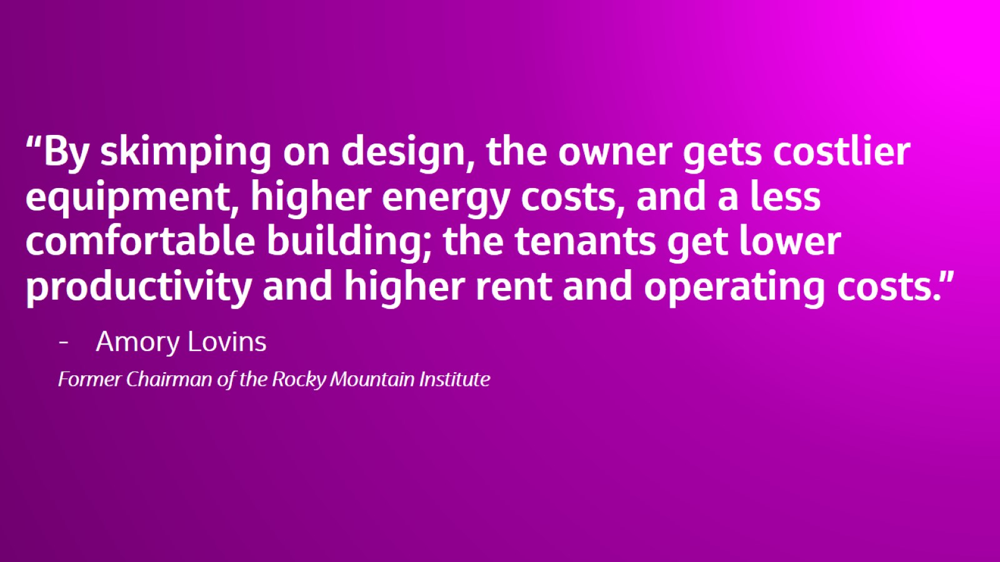 “By skimping on design, the owner gets costlier
equipment, higher energy costs, and a less
comfortable building; the tenants get lower
productivity and higher rent and operating costs.”
- Amory Lovins
Former Chairman of the Rocky Mountain Institute